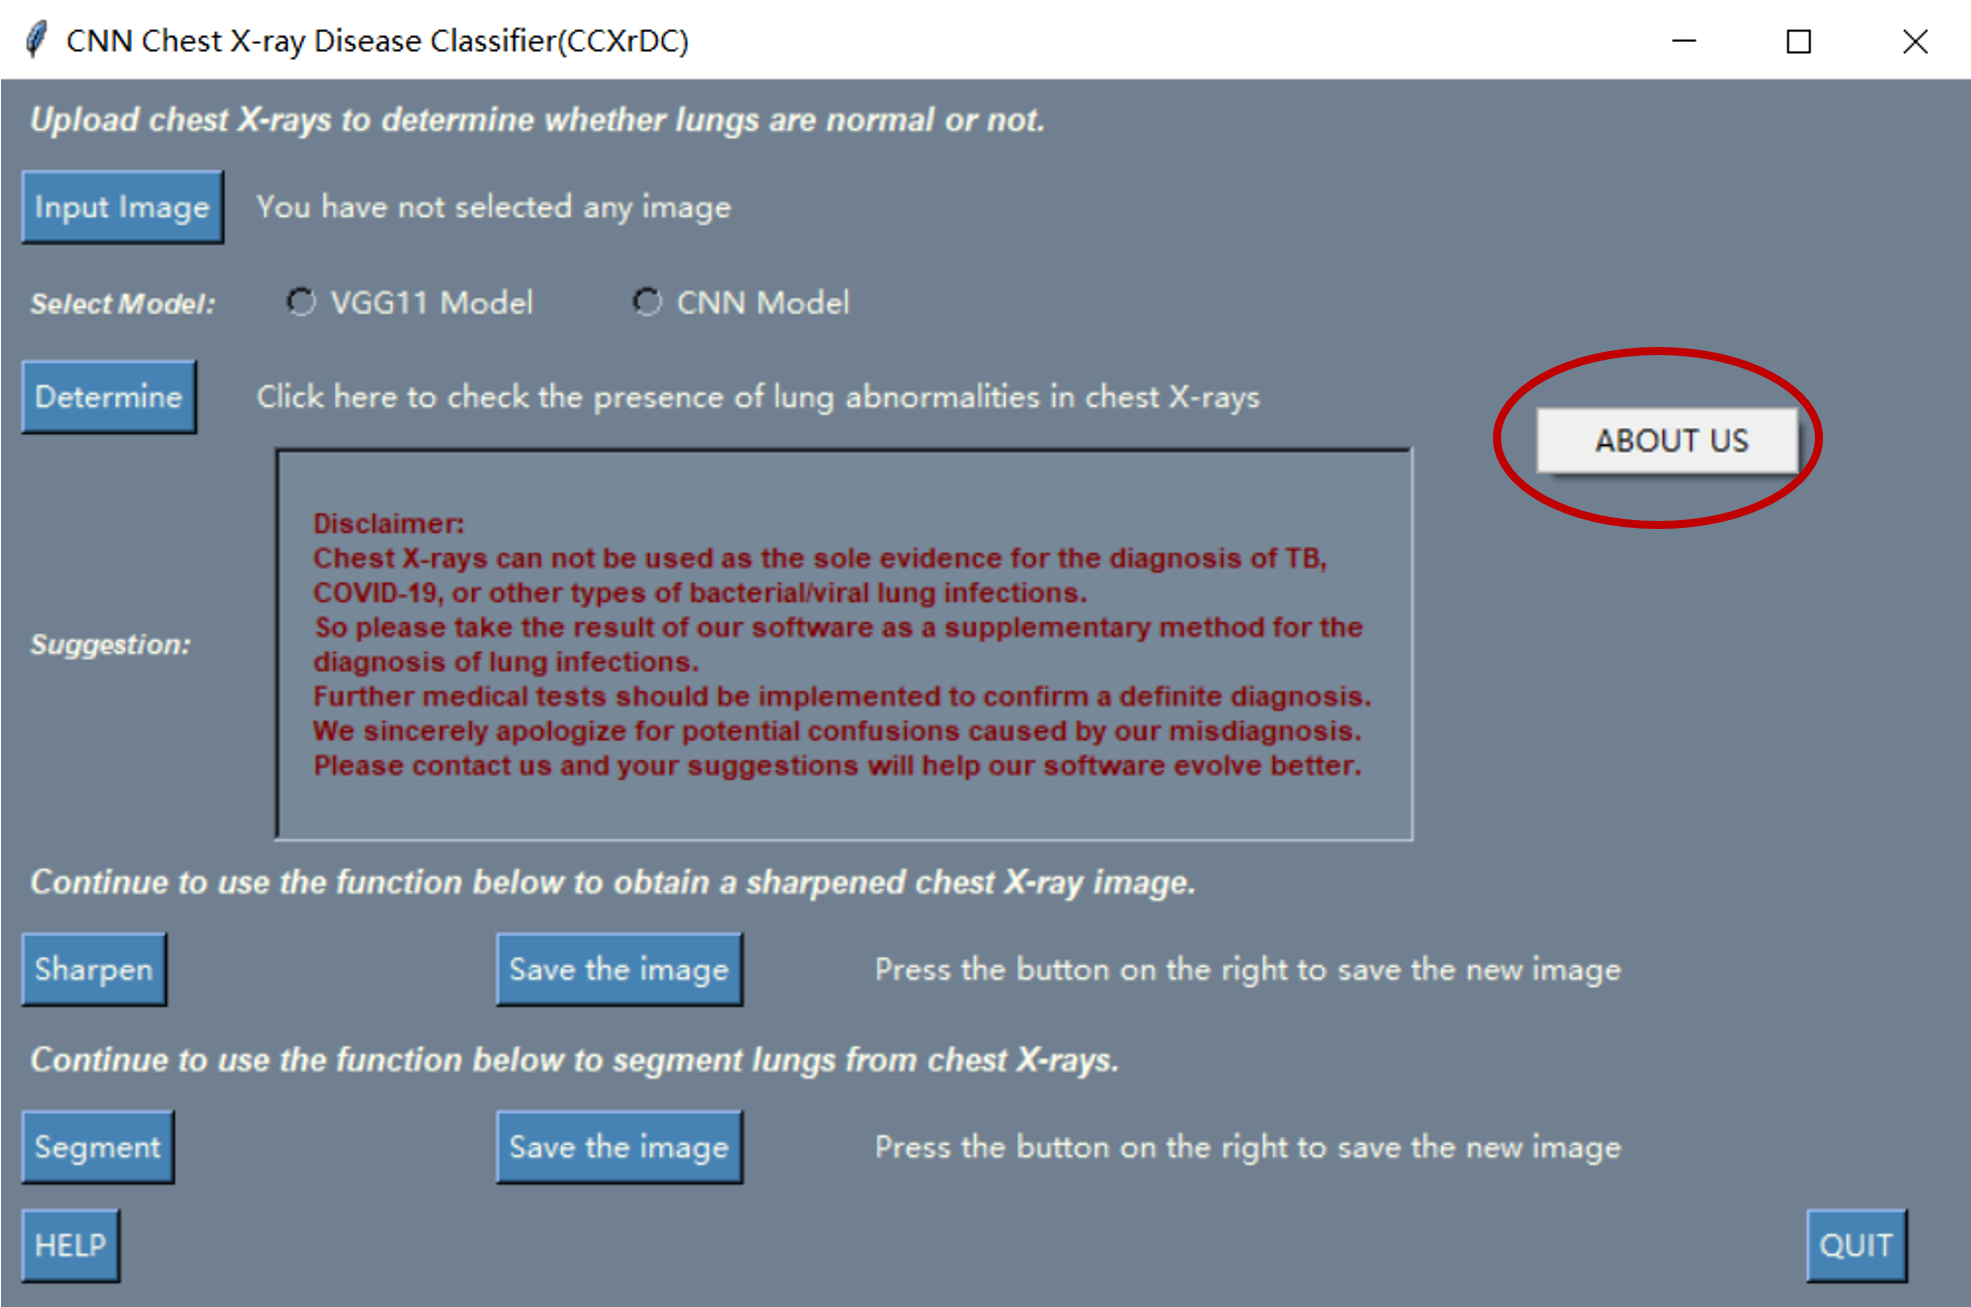 CNN Chest X-ray Disease Classifier(CCXrDC)
Upload chest X-rays to determine whether lungs are normal or not.
Input Image You have not selected any image
Select Model: VGG11 Model CNN Model
Determine Click here to check the presence of lung abnormalities in chest X-rays
ABOUT US
Disclaimer:
Chest X-rays can not be used as the sole evidence for the diagnosis of TB,
COVID-19, or other types of bacterial/viral lung infections.
So please take the result of our software as a supplementary method for the
Suggestion:
diagnosis of lung infections.
Further medical tests should be implemented to confirm a definite diagnosis.
We sincerely apologize for potential confusions caused by our misdiagnosis.
Please contact us and your suggestions will help our software evolve better.
Continue to use the function below to obtain a sharpened chest X-ray image.
Sharpen Save the image Press the button on the right to save the new image
Continue to use the function below to segment lungs from chest X-rays.
Segment Save the image Press the button on the right to save the new image
HELP QUIT